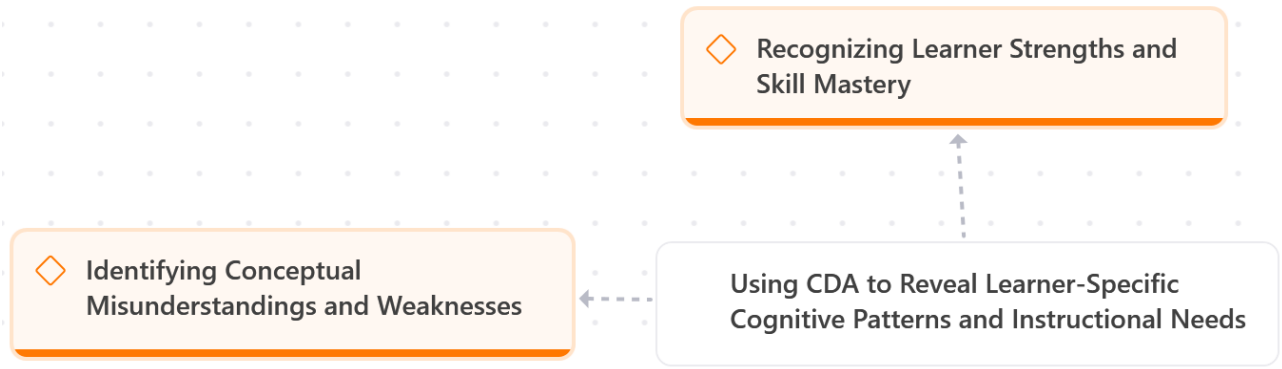 Recognizing Learner Strengths and
Skill Mastery
Identifying Conceptual
Misunderstandings and Weaknesses
Using CDA to Reveal Learner-Specific
Cognitive Patterns and Instructional Needs